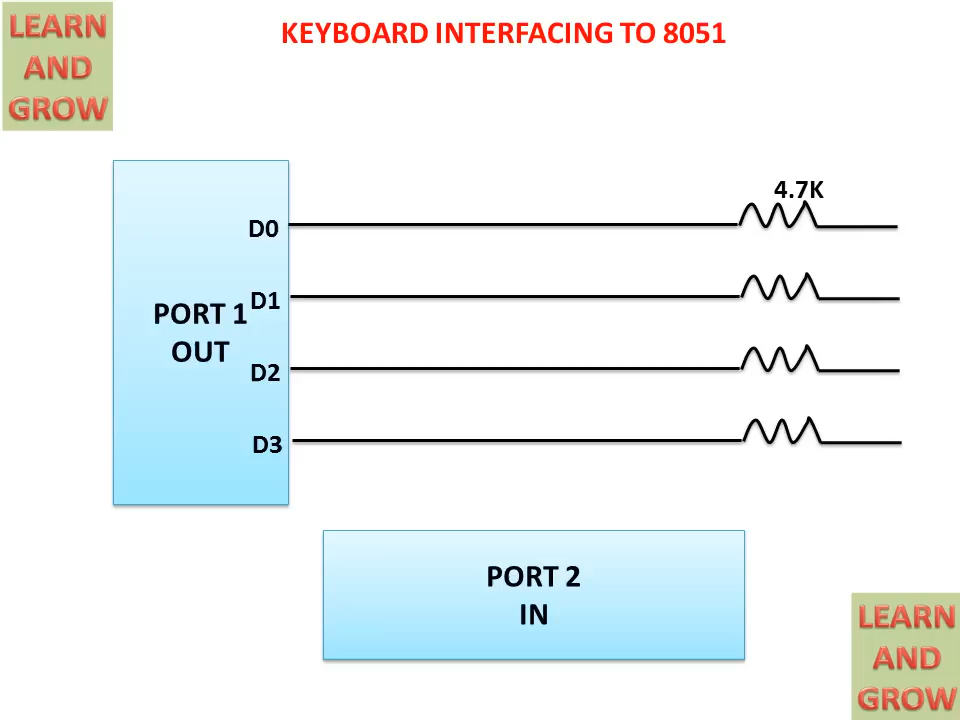 LEARN
AND
GROW
KEYBOARD INTERFACING TO 8051
4.7K
D0
D1
PORT 1
OUT
D2
D3
PORT 2
IN
LEARN
AND
GROW